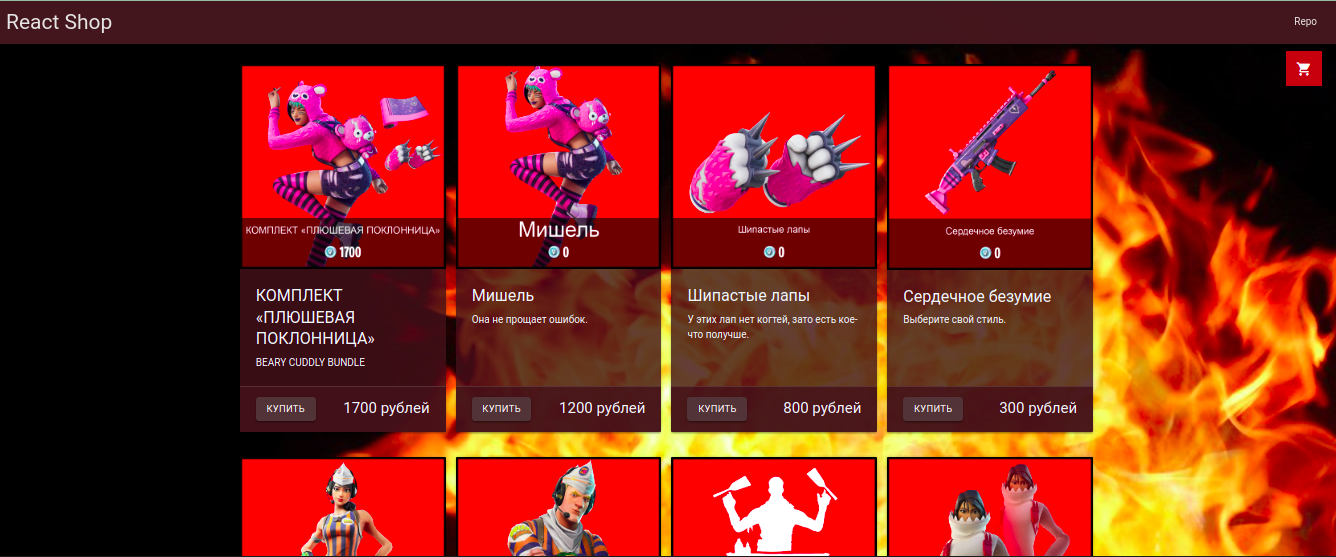 React Shop
Repo
КОМПЛЕКТ «ПЛЮШЕВАЯ ПОКЛОННИЦА»
1700
Мишель
0
Шипастые лапы
0
Сердечное безумие
0
КОМПЛЕКТ
«ПЛЮШЕВАЯ
ПОКЛОННИЦА»
BEARY CUDDLY BUNDLE
КУПИТЬ
1700 рублей
Мишель
Она не прощает ошибок.
КУПИТЬ
1200 рублей
Шипастые лапы
У этих лап нет когтей, зато есть кое-
что получше.
КУПИТЬ
800 рублей
Сердечное безумие
Выберите свой стиль.
КУПИТЬ
300 рублей